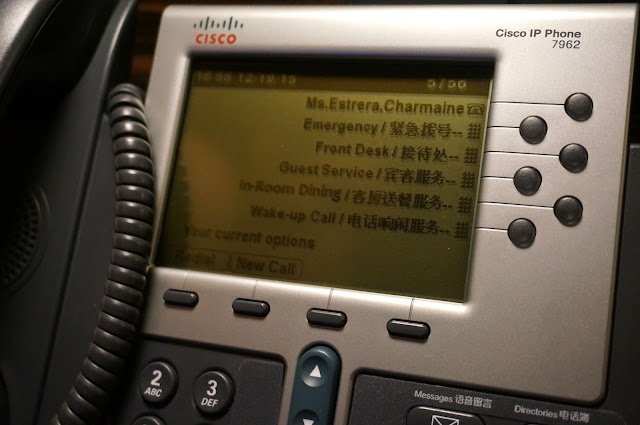 CISCO
Cisco IP Phone
7962
Ms.Estrera,Charmaine
Emergency / 緊急拨号--
Front Desk / 接待处--
Guest Service / 宾客服务--
In-Room Dining / 客房送餐服务--
Wake-up Call / 电话响闹服务--
Your current options
Redial
New Call
2
ABC
3
DEF
Messages 语音留言
Directories 电话簿